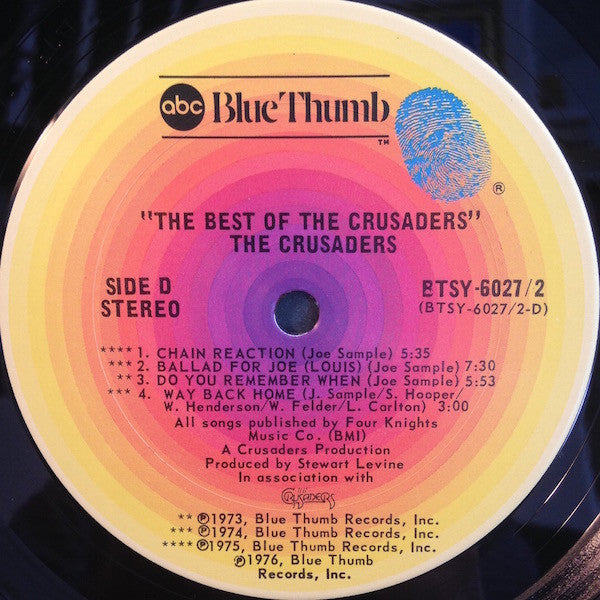 abc Blue Thumb
TM
®
"THE BEST OF THE CRUSADERS"
THE CRUSADERS
SIDE D
STEREO
BTSY-6027/2
(BTSY-6027/2-D)
**** 1. CHAIN REACTION (Joe Sample) 5:35
*** 2. BALLAD FOR JOE (LOUIS) (Joe Sample) 7:30
** 3. DO YOU REMEMBER WHEN (Joe Sample) 5:53
*** 4. WAY BACK HOME (J. Sample/S. Hooper/
W. Henderson/W. Felder/L. Carlton) 3:00
All songs published by Four Knights
Music Co. (BMI)
A Crusaders Production
Produced by Stewart Levine
In association with
THE CRUSADERS
** ℗1973, Blue Thumb Records, Inc.
*** ℗1974, Blue Thumb Records, Inc.
**** ℗1975, Blue Thumb Records, Inc.
℗1976, Blue Thumb
Records, Inc.